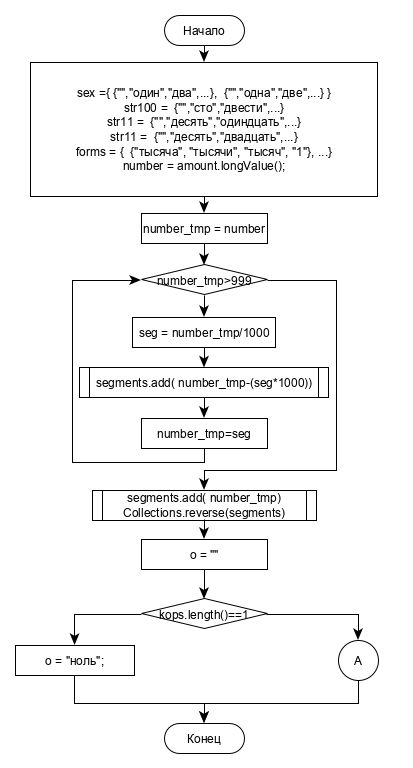 Начало
sex ={ {"","один","два",...},  {"","одна","две",...} }
str100 =  {"","сто","двести",...}
str11 =  {"","десять","одиндцать",...}
str11 =  {"","десять","двадцать",...}
forms = {  {"тысяча", "тысячи", "тысяч", "1"}, ...}
number = amount.longValue();
number_tmp = number
number_tmp>999
seg = number_tmp/1000
segments.add( number_tmp-(seg*1000))
number_tmp=seg
segments.add( number_tmp)
Collections.reverse(segments)
o = ""
kops.length()==1
o = "ноль";
A
Конец